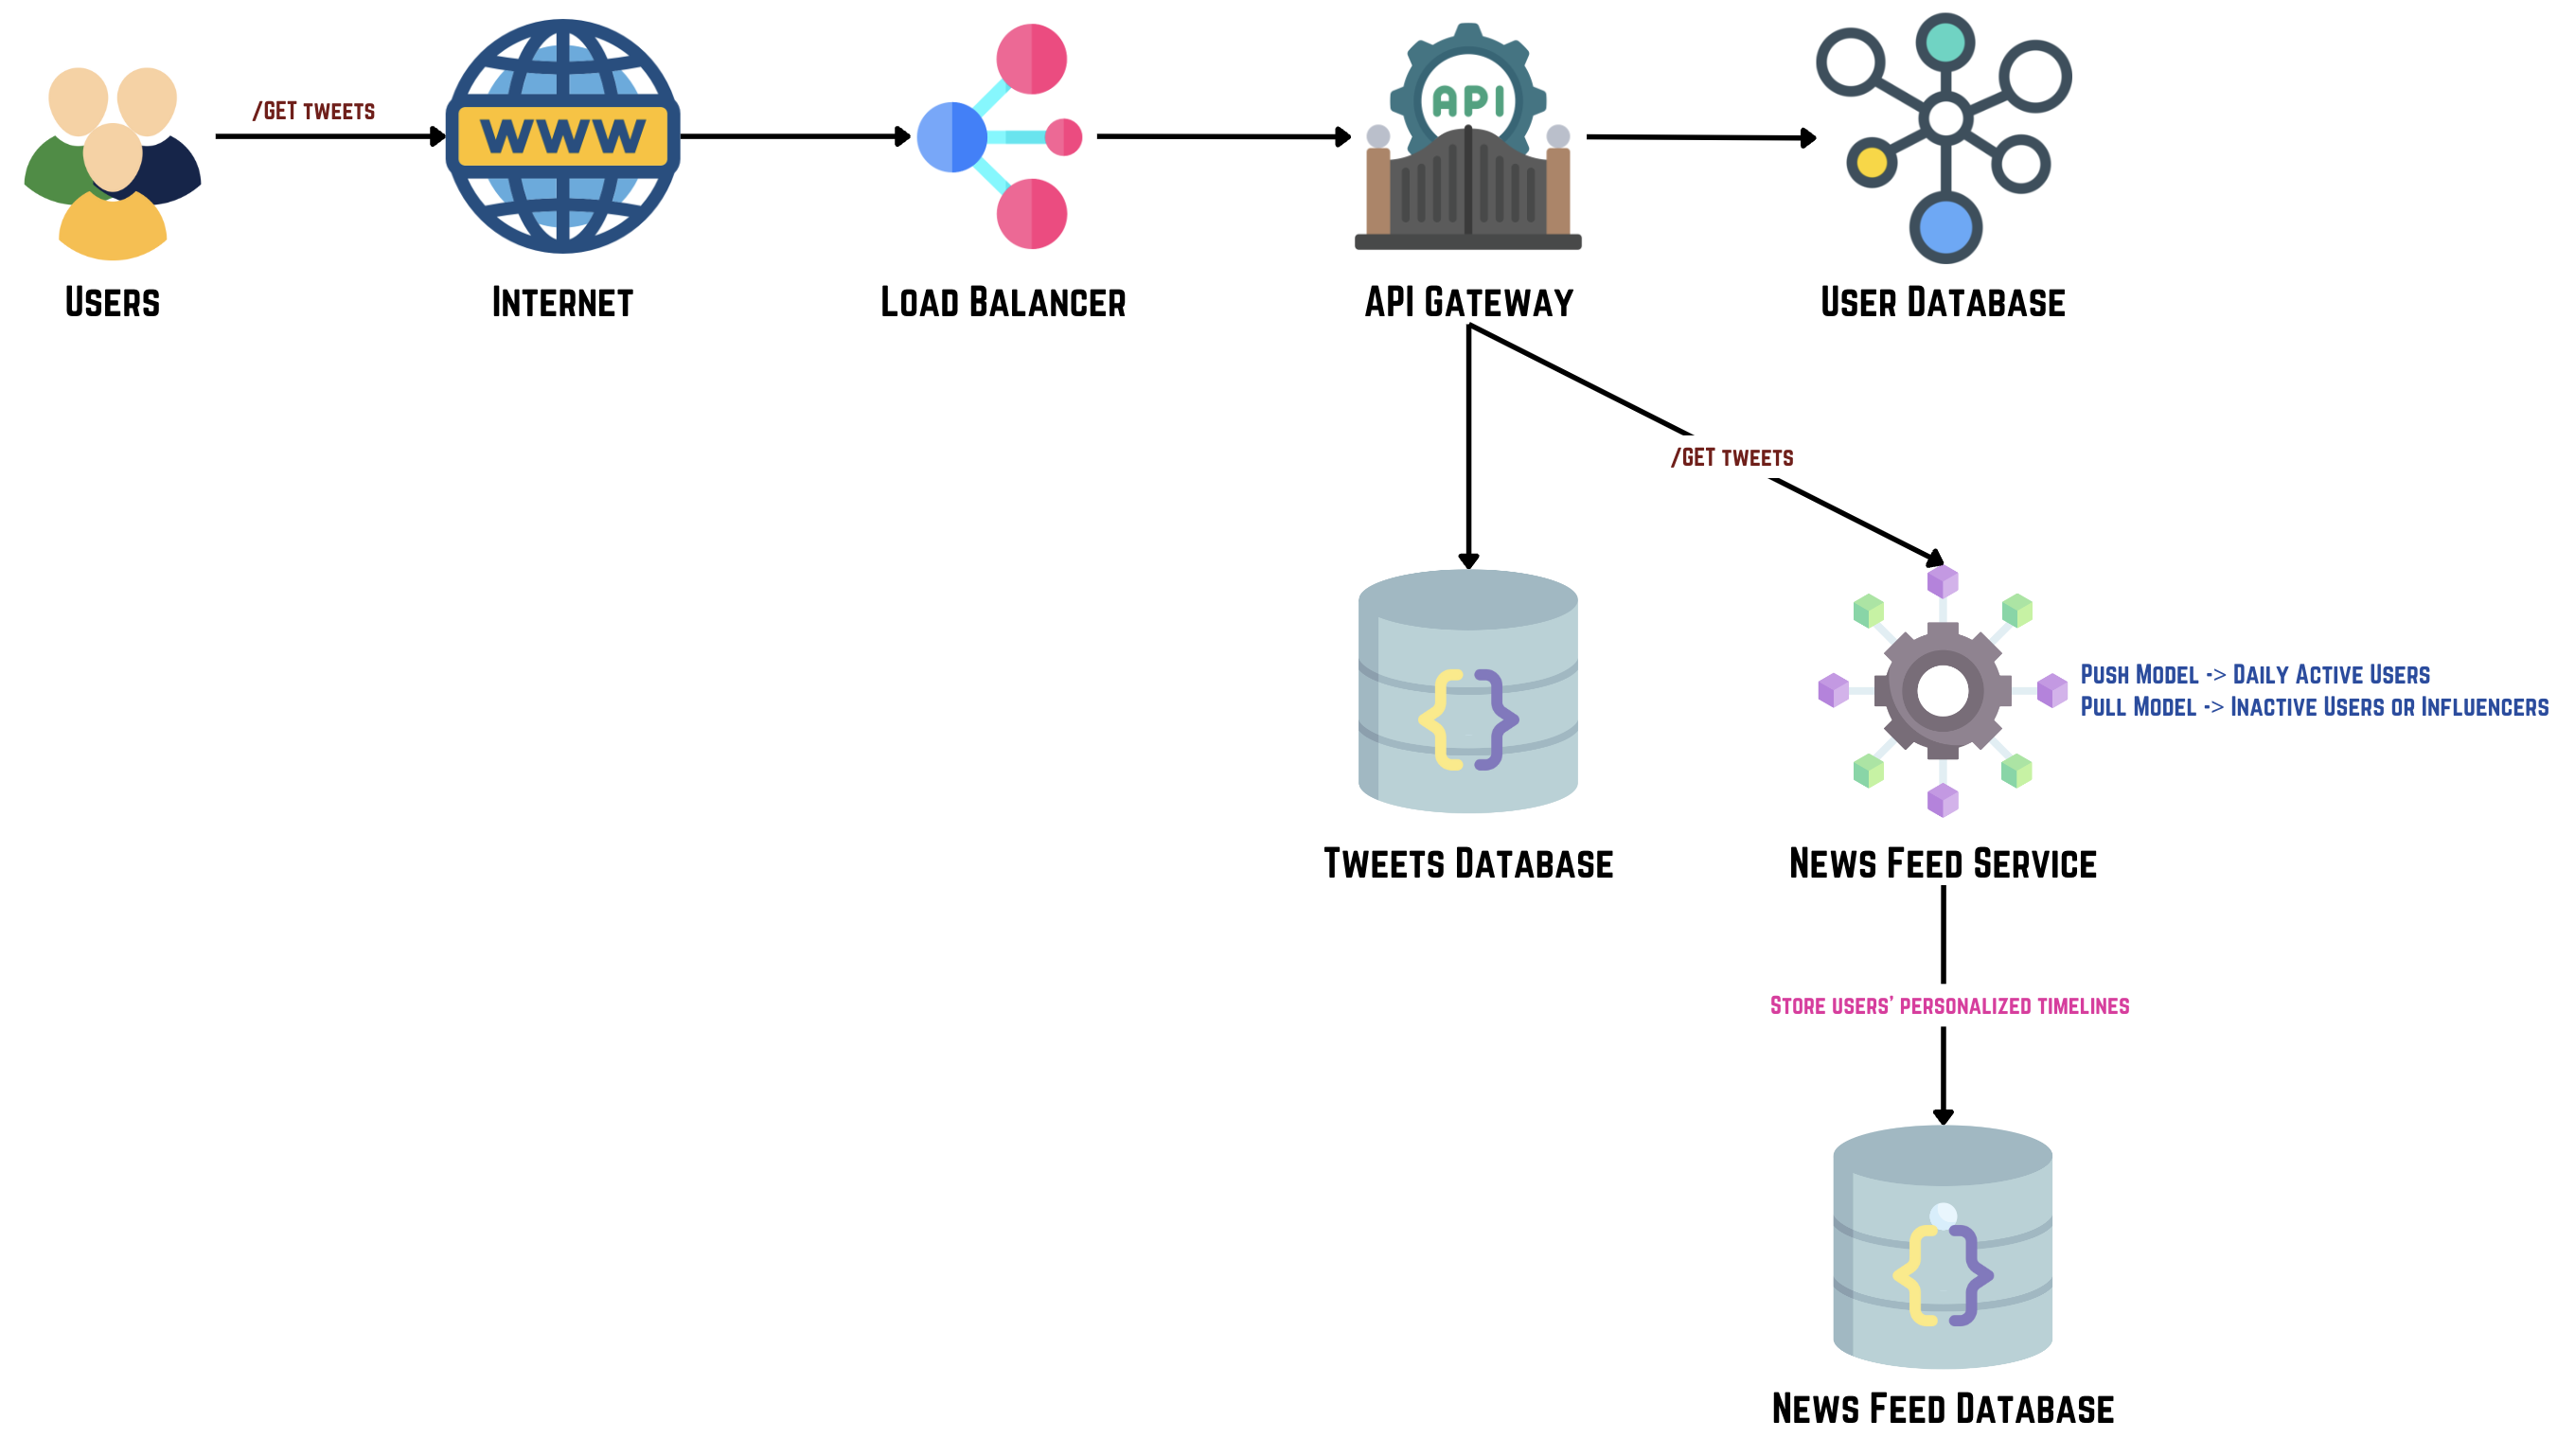 /GET tweets
www
API
Users
Internet
Load Balancer
API Gateway
User Database
/GET tweets
Push Model -> Daily Active Users
Pull Model -> Inactive Users or Influencers
Tweets Database
News Feed Service
Store users' personalized timelines
News Feed Database